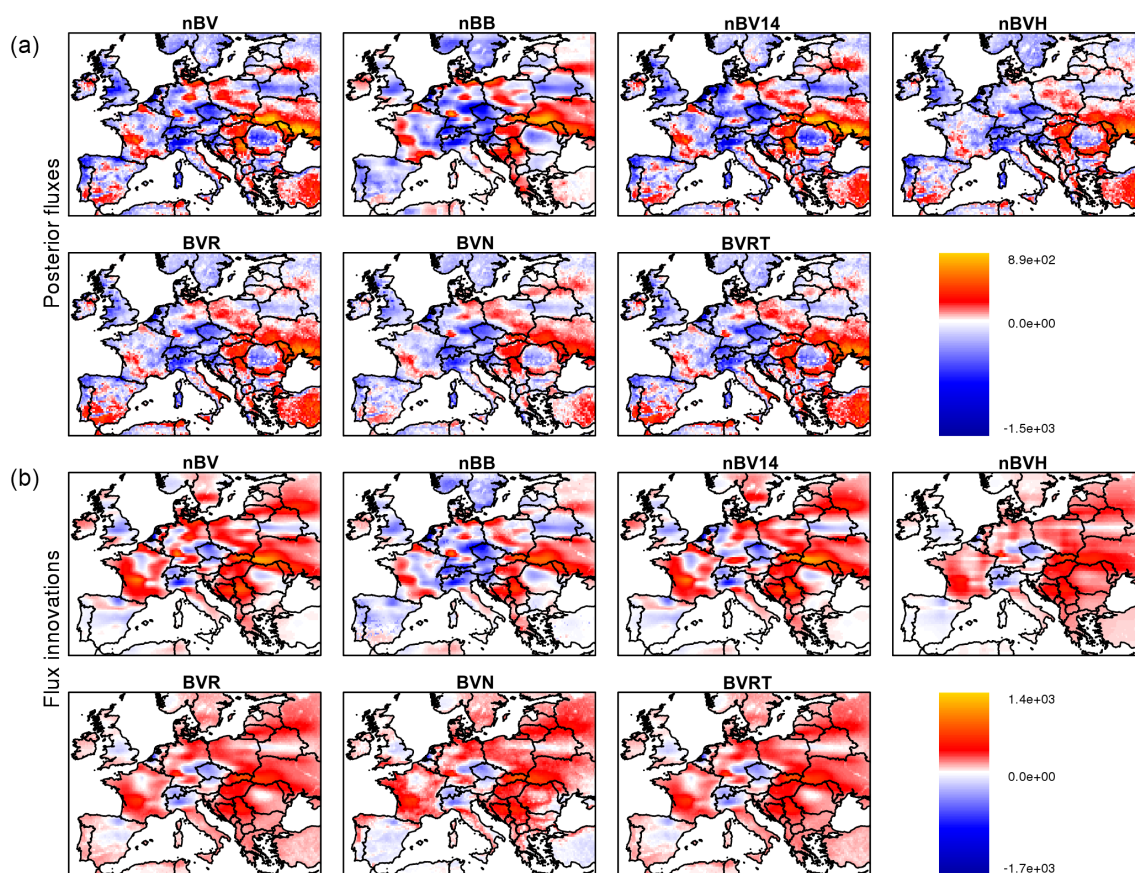 (a)
nBV nBB nBV14 nBVH
Posterior fluxes
BVR BVN BVRT
8.9e+02
0.0e+00
-1.5e+03
(b)
nBV nBB nBV14 nBVH
Flux innovations
BVR BVN BVRT
1.4e+03
0.0e+00
-1.7e+03